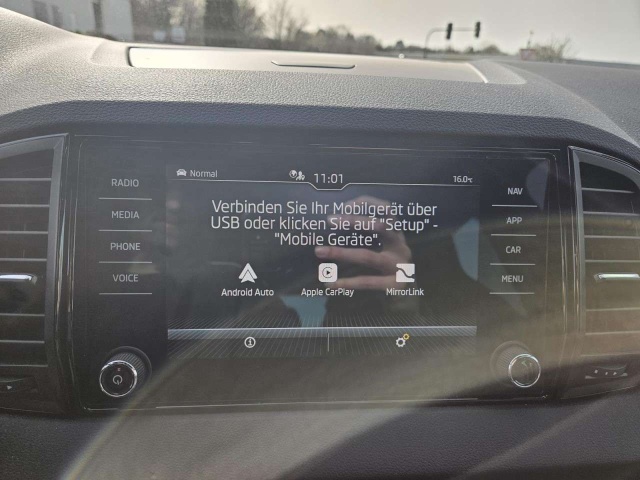 RADIO
MEDIA
PHONE
VOICE
Normal
11:01
16.0°C
Verbinden Sie Ihr Mobilgerät über
USB oder klicken Sie auf "Setup" -
"Mobile Geräte".
Android Auto
Apple CarPlay
MirrorLink
NAV
APP
CAR
MENU